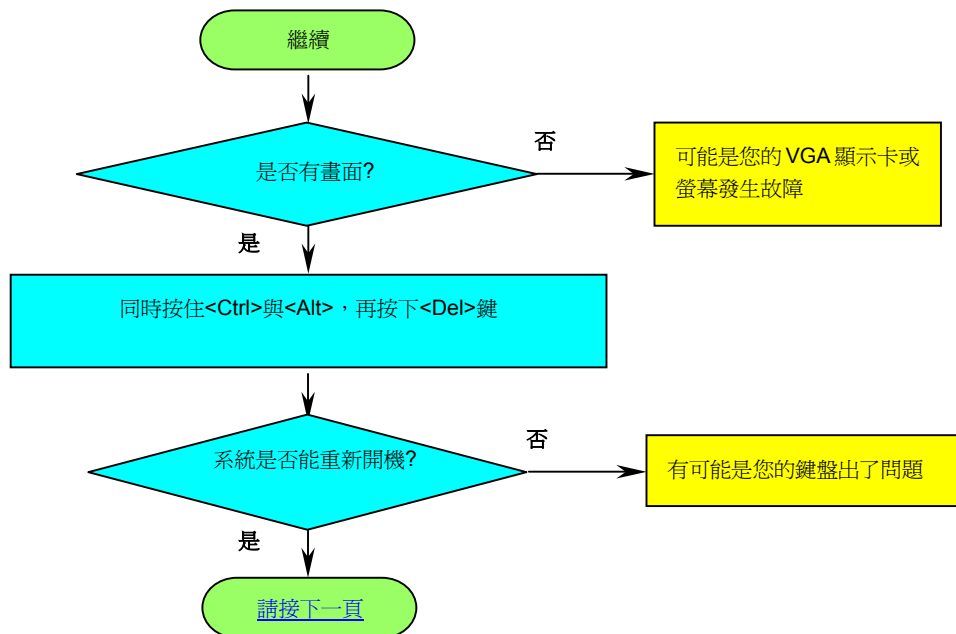 繼續
是否有畫面?
否
可能是您的 VGA 顯示卡或
螢幕發生故障
是
同時按住<Ctrl>與<Alt>，再按下<Del>鍵
系統是否能重新開機?
否
有可能是您的鍵盤出了問題
是
請接下一頁